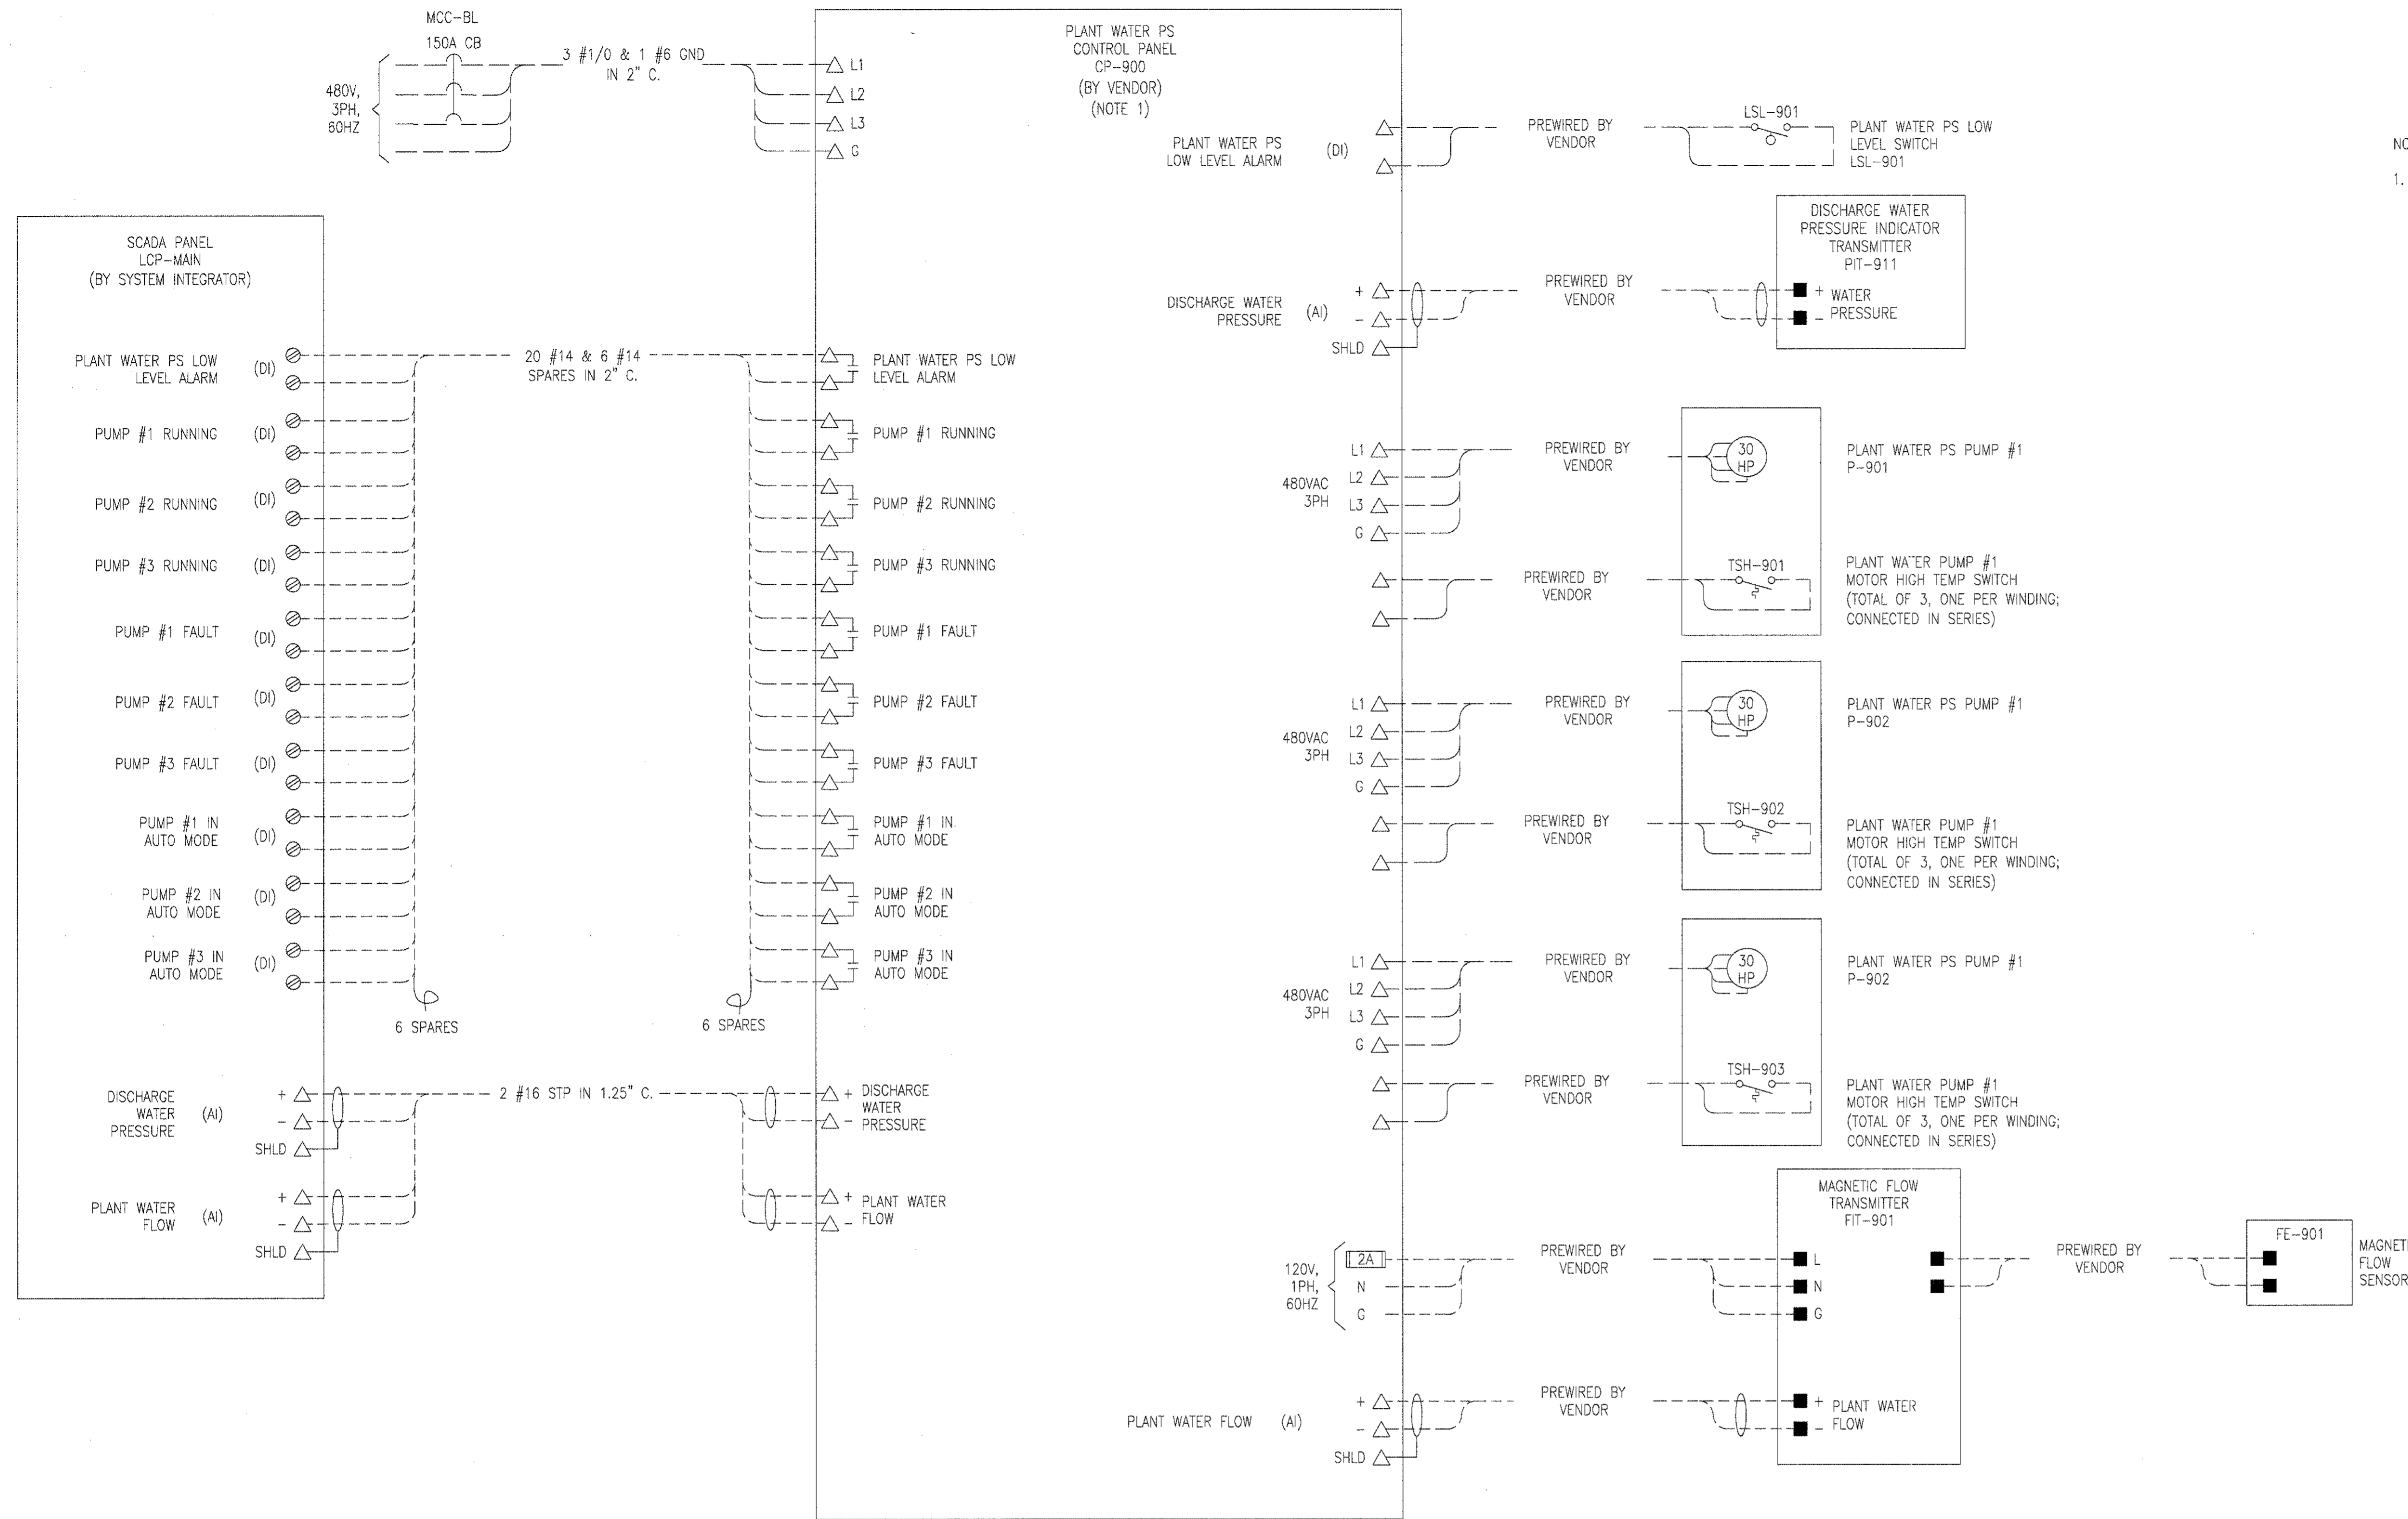 MCC-BL
150A CB
480V,
3PH,
60HZ
3 #1/0 & 1 #6 GND
IN 2" C.
L1
L2
L3
G
PLANT WATER PS
CONTROL PANEL
CP-900
(BY VENDOR)
(NOTE 1)
SCADA PANEL
LCP-MAIN
(BY SYSTEM INTEGRATOR)
PLANT WATER PS LOW
LEVEL ALARM
(DI)
PUMP #1 RUNNING
(DI)
PUMP #2 RUNNING
(DI)
PUMP #3 RUNNING
(DI)
PUMP #1 FAULT
(DI)
PUMP #2 FAULT
(DI)
PUMP #3 FAULT
(DI)
PUMP #1 IN
AUTO MODE
(DI)
PUMP #2 IN
AUTO MODE
(DI)
PUMP #3 IN
AUTO MODE
(DI)
DISCHARGE
WATER
PRESSURE
(AI)
+
-
SHLD
PLANT WATER
FLOW
(AI)
+
-
SHLD
20 #14 & 6 #14
SPARES IN 2" C.
6 SPARES
6 SPARES
2 #16 STP IN 1.25" C.
PLANT WATER PS LOW
LEVEL ALARM
PUMP #1 RUNNING
PUMP #2 RUNNING
PUMP #3 RUNNING
PUMP #1 FAULT
PUMP #2 FAULT
PUMP #3 FAULT
PUMP #1 IN
AUTO MODE
PUMP #2 IN
AUTO MODE
PUMP #3 IN
AUTO MODE
+ DISCHARGE
WATER
- PRESSURE
+ PLANT WATER
- FLOW
PLANT WATER PS
LOW LEVEL ALARM
(DI)
PREWIRED BY
VENDOR
LSL-901
PLANT WATER PS LOW
LEVEL SWITCH
LSL-901
1.
DISCHARGE WATER
PRESSURE
(AI)
+
-
SHLD
PREWIRED BY
VENDOR
DISCHARGE WATER
PRESSURE INDICATOR
TRANSMITTER
PIT-911
+ WATER
- PRESSURE
480VAC
3PH
L1
L2
L3
G
PREWIRED BY
VENDOR
30
HP
PLANT WATER PS PUMP #1
P-901
PREWIRED BY
VENDOR
TSH-901
PLANT WATER PUMP #1
MOTOR HIGH TEMP SWITCH
(TOTAL OF 3, ONE PER WINDING;
CONNECTED IN SERIES)
480VAC
3PH
L1
L2
L3
G
PREWIRED BY
VENDOR
30
HP
PLANT WATER PS PUMP #1
P-902
PREWIRED BY
VENDOR
TSH-902
PLANT WATER PUMP #1
MOTOR HIGH TEMP SWITCH
(TOTAL OF 3, ONE PER WINDING;
CONNECTED IN SERIES)
480VAC
3PH
L1
L2
L3
G
PREWIRED BY
VENDOR
30
HP
PLANT WATER PS PUMP #1
P-902
PREWIRED BY
VENDOR
TSH-903
PLANT WATER PUMP #1
MOTOR HIGH TEMP SWITCH
(TOTAL OF 3, ONE PER WINDING;
CONNECTED IN SERIES)
120V,
1PH,
60HZ
2A
N
G
PREWIRED BY
VENDOR
MAGNETIC FLOW
TRANSMITTER
FIT-901
L
N
G
PREWIRED BY
VENDOR
FE-901
FLOW
SENSOR
PLANT WATER FLOW (AI)
+
-
SHLD
PREWIRED BY
VENDOR
+ PLANT WATER
- FLOW